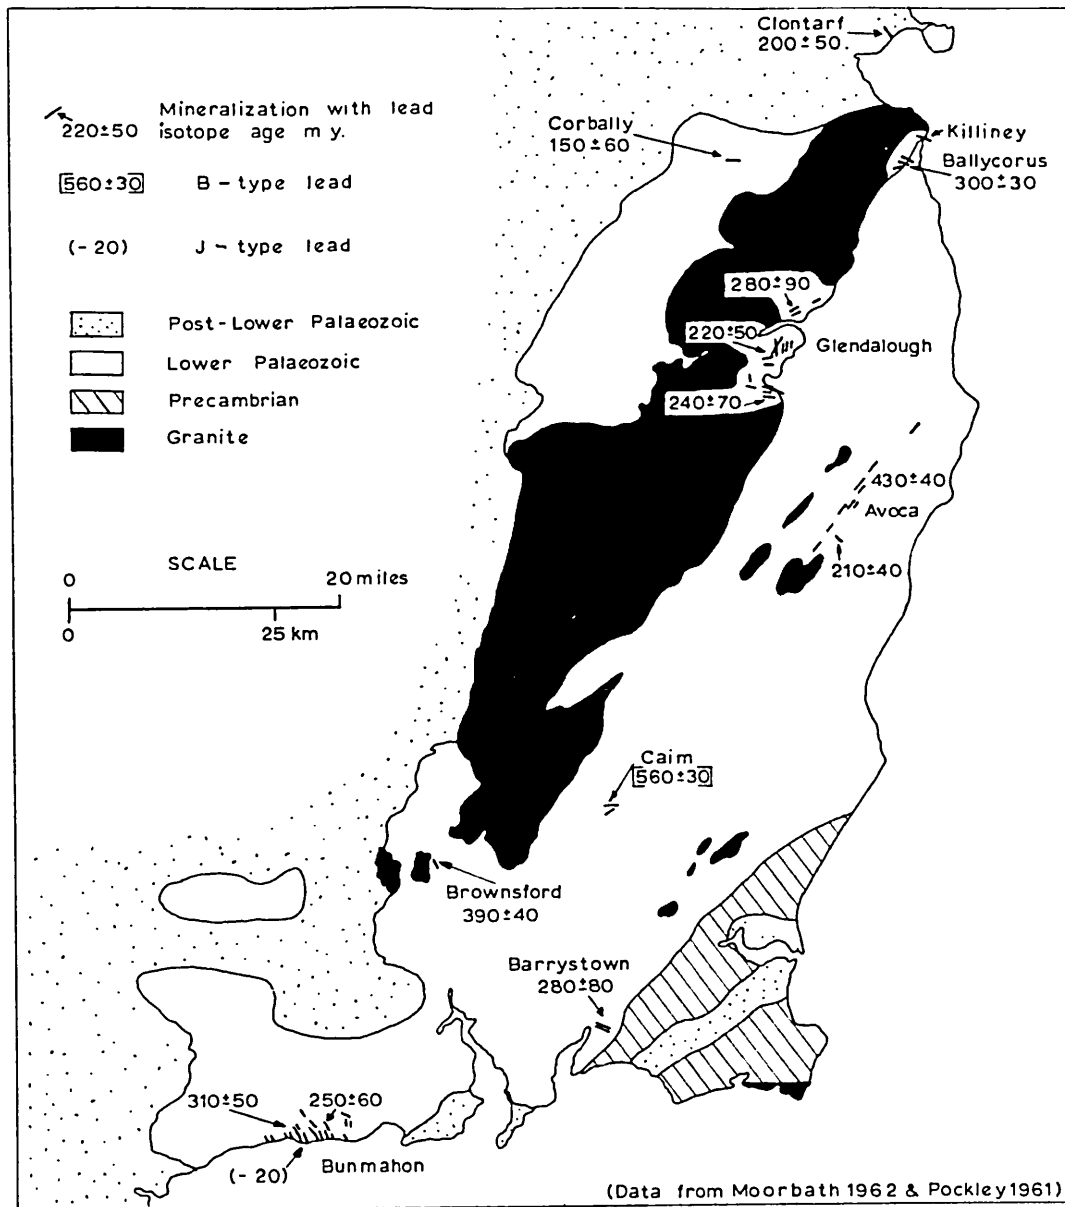 Clontarf
200±50.
Mineralization with lead
220±50 isotope age m y.
Corbally
150±60
Killiney
Ballycorus
300±30
[560±30] B-type lead
(-20) J-type lead
280±90
Post-Lower Palaeozoic
220±50
Glendalough
Lower Palaeozoic
Precambrian
240±70
Granite
430±40
Avoca
SCALE
210±40
0 20 miles
0 25 km
Caim
[560±30]
Brownsford
390±40
Barrystown
280±80
310±50 250±60
(-20) Bunmahon
(Data from Moorbath 1962 & Pockley 1961)